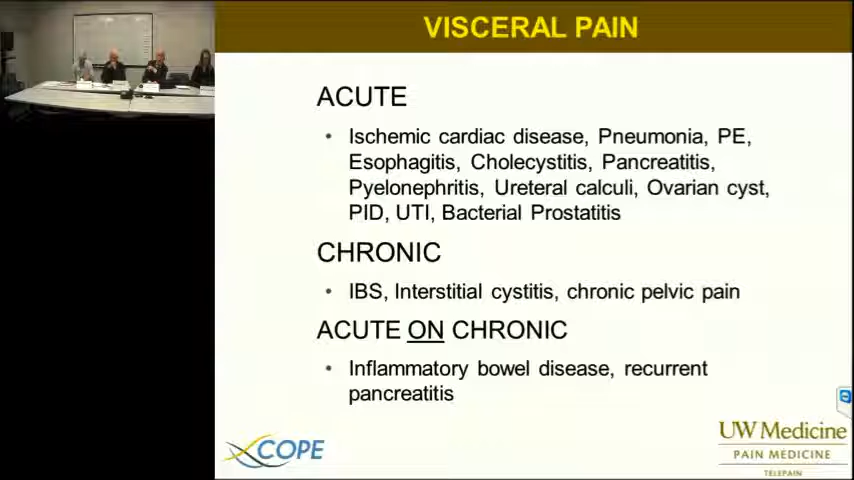 VISCERAL PAIN
ACUTE
• Ischemic cardiac disease, Pneumonia, PE,
Esophagitis, Cholecystitis, Pancreatitis,
Pyelonephritis, Ureteral calculi, Ovarian cyst,
PID, UTI, Bacterial Prostatitis
CHRONIC
• IBS, Interstitial cystitis, chronic pelvic pain
ACUTE ON CHRONIC
• Inflammatory bowel disease, recurrent
pancreatitis
COPE
UW Medicine
PAIN MEDICINE
TELEPAIN